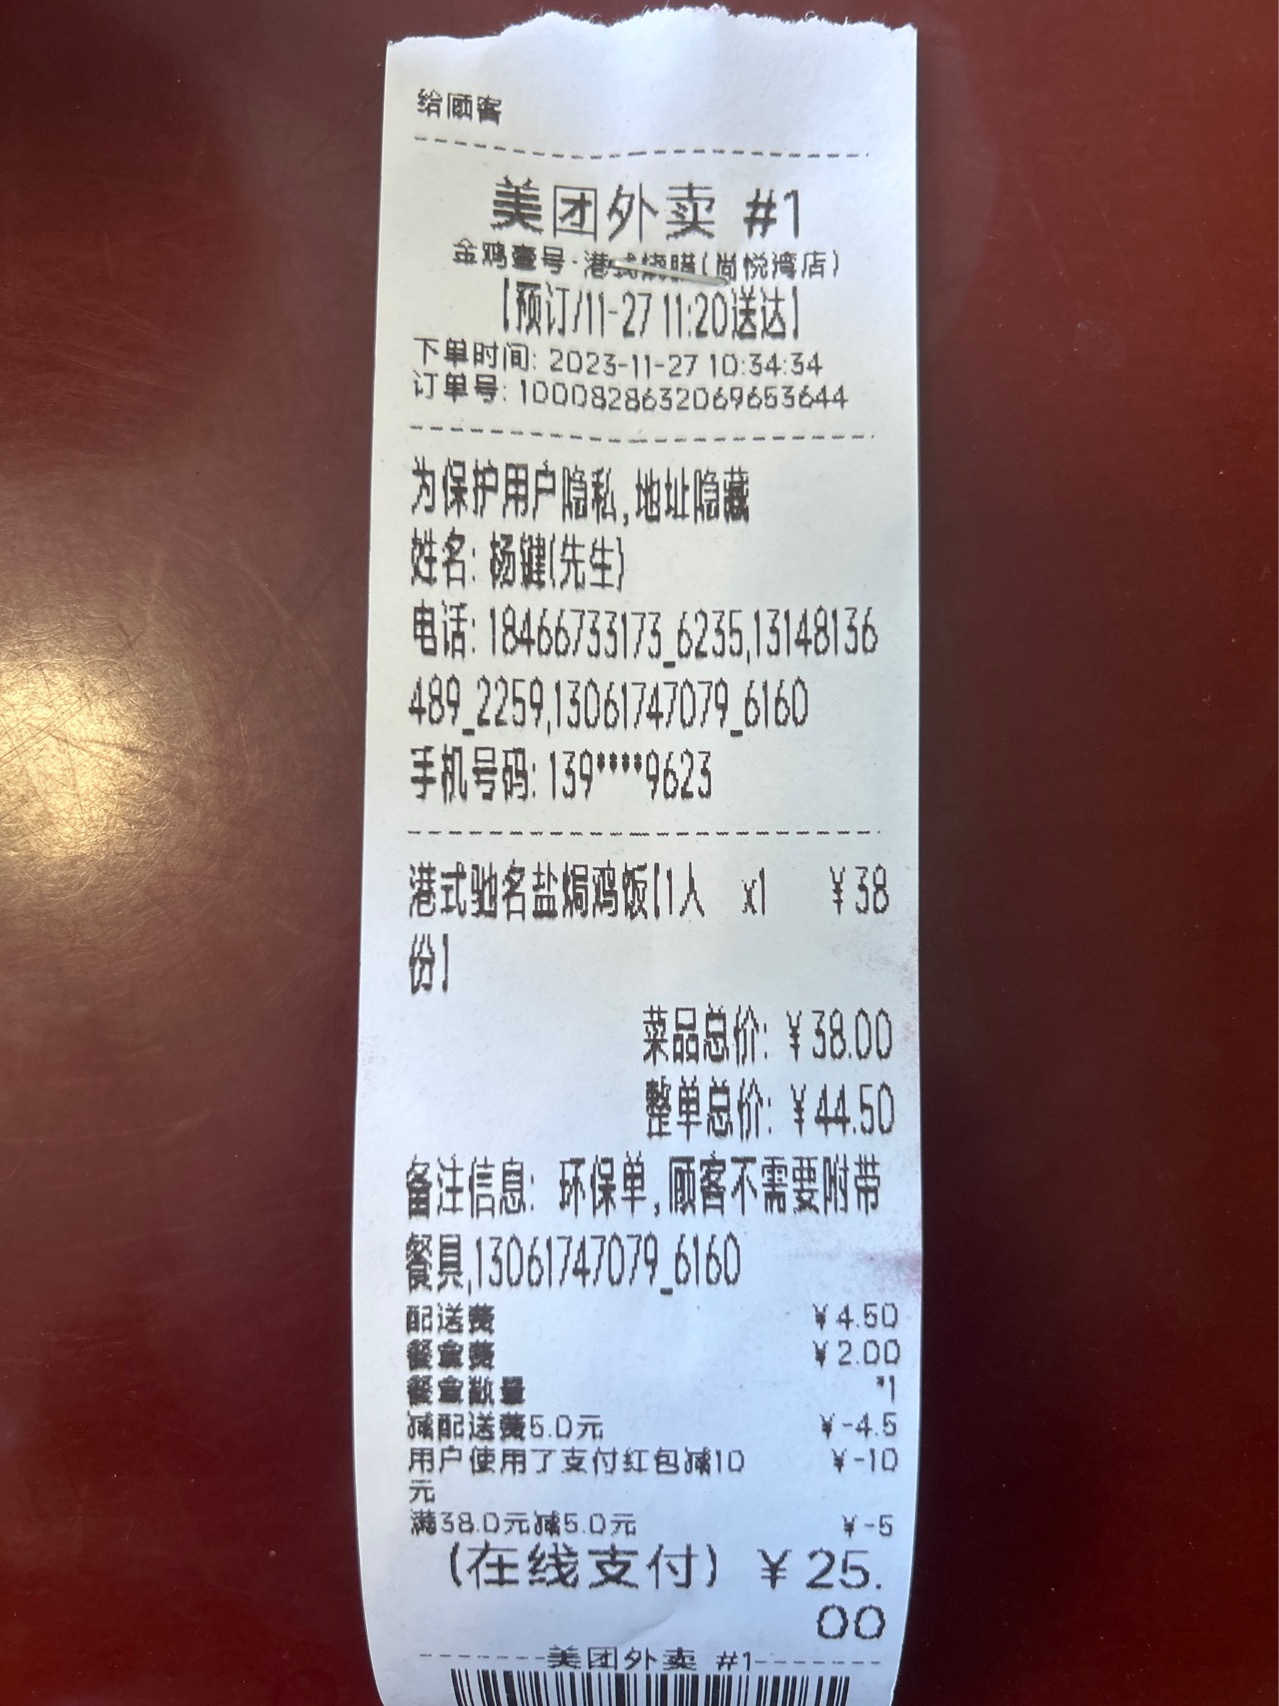 给顾客
美团外卖 #1
金鸡壹号·港式烧腊(尚悦湾店)
【预订/11-27 11:20送达】
下单时间: 2023-11-27 10:34:34
订单号: 1000828632069653644
为保护用户隐私,地址隐藏
姓名: 杨键(先生)
电话: 18466733173_6235,13148136
489_2259,13061747079_6160
手机号码: 139****9623
港式驰名盐焗鸡饭【1人 x1 ¥38
份】
菜品总价: ¥38.00
整单总价: ¥44.50
备注信息: 环保单,顾客不需要附带
餐具,13061747079_6160
配送费 ¥4.50
餐盒费 ¥2.00
餐盒数量 *1
减配送费5.0元 ¥-4.5
用户使用了支付红包减10 ¥-10
元
满38.0元减5.0元 ¥-5
(在线支付) ¥25.
00
美团外卖 #1